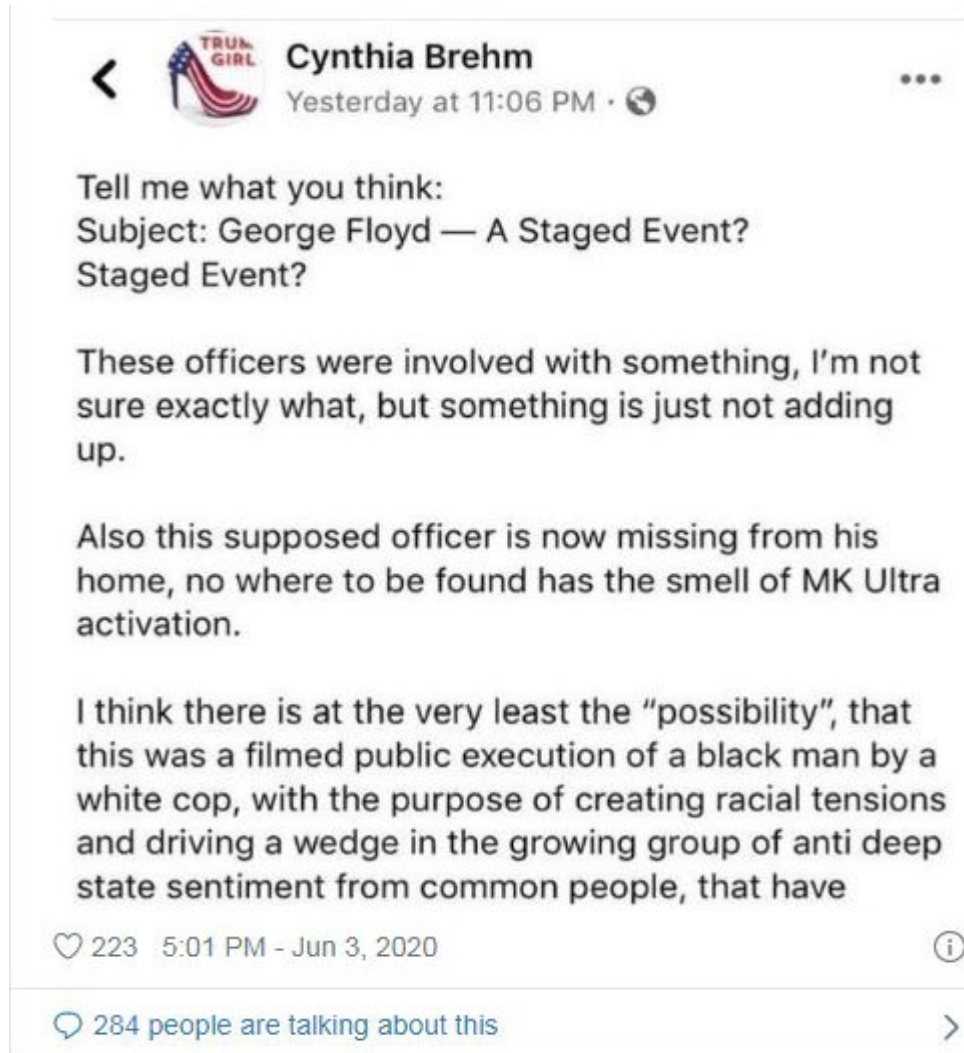 TRUM
GIRL
Cynthia Brehm
Yesterday at 11:06 PM ·
Tell me what you think:
Subject: George Floyd — A Staged Event?
Staged Event?
These officers were involved with something, I’m not
sure exactly what, but something is just not adding
up.
Also this supposed officer is now missing from his
home, no where to be found has the smell of MK Ultra
activation.
I think there is at the very least the “possibility”, that
this was a filmed public execution of a black man by a
white cop, with the purpose of creating racial tensions
and driving a wedge in the growing group of anti deep
state sentiment from common people, that have
223 5:01 PM - Jun 3, 2020
284 people are talking about this